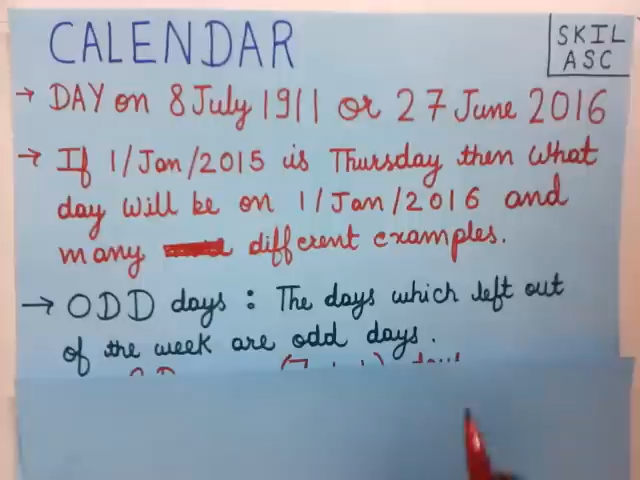 CALENDAR
SKIL
ASC
→ DAY on 8 July 1911 or 27 June 2016
→ If 1/Jan/2015 is Thursday then what
day will be on 1/Jan/2016 and
many different examples.
→ ODD days : The days which left out
of the week are odd days.